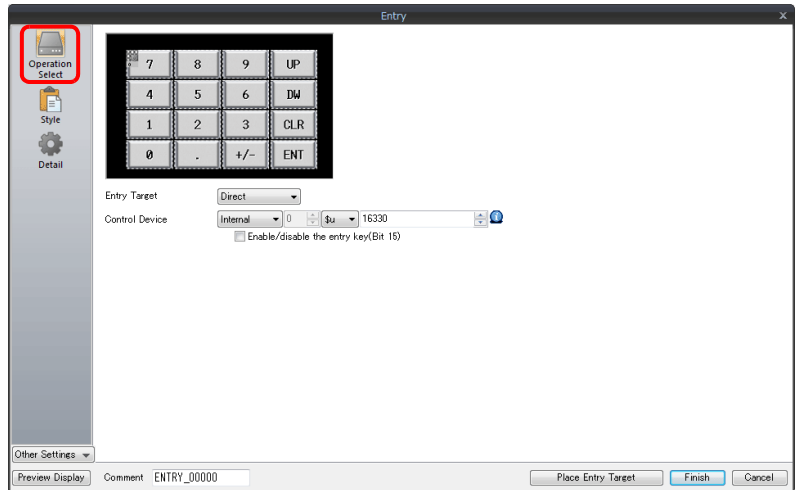 Entry
x
Operation
Select
Style
Detail
7 8 9 UP
4 5 6 DW
1 2 3 CLR
0 . +/- ENT
Entry Target Direct
Control Device Internal 0 $u 16330
Enable/disable the entry key(Bit 15)
Other Settings
Preview Display Comment ENTRY_00000 Place Entry Target Finish Cancel